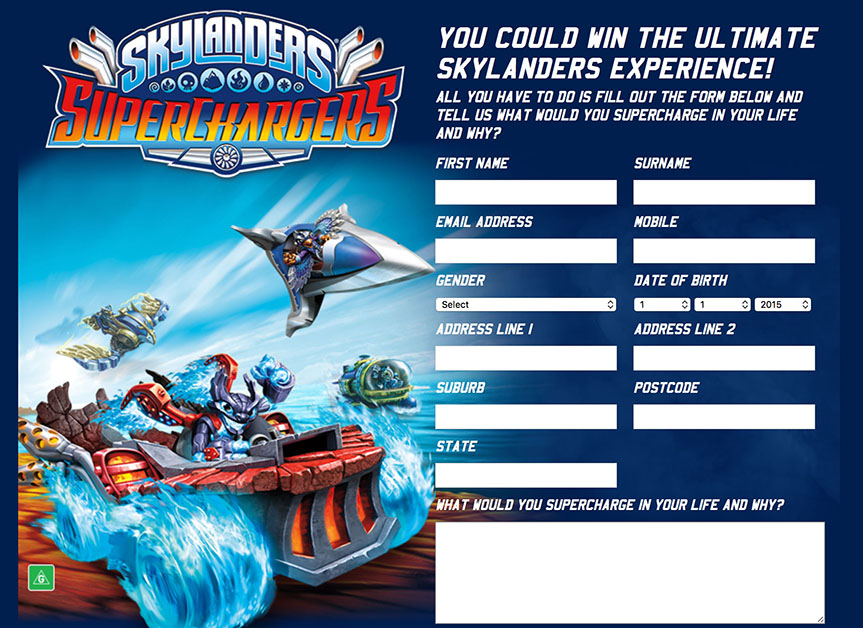 SKYLANDERS
SUPERCHARGERS
YOU COULD WIN THE ULTIMATE
SKYLANDERS EXPERIENCE!
ALL YOU HAVE TO DO IS FILL OUT THE FORM BELOW AND
TELL US WHAT WOULD YOU SUPERCHARGE IN YOUR LIFE
AND WHY?
FIRST NAME SURNAME
EMAIL ADDRESS MOBILE
GENDER DATE OF BIRTH
Select 1 1 2015
ADDRESS LINE 1 ADDRESS LINE 2
SUBURB POSTCODE
STATE
WHAT WOULD YOU SUPERCHARGE IN YOUR LIFE AND WHY?
G